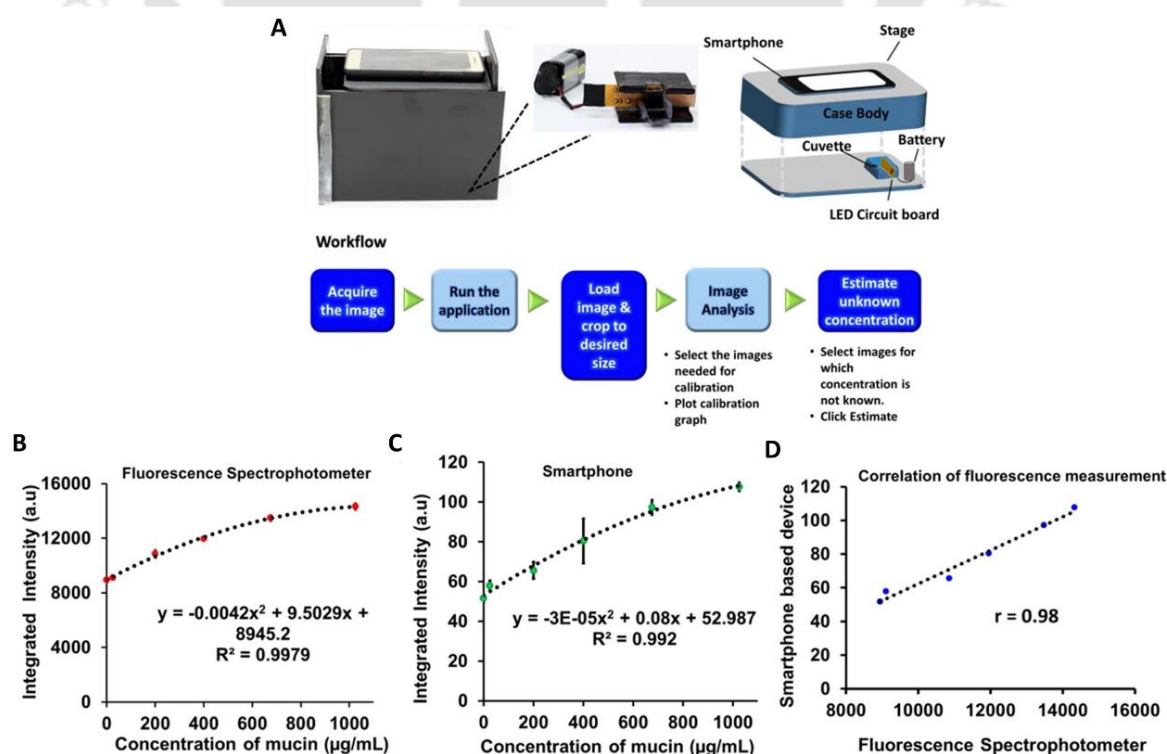 A
Smartphone
Stage
Case Body
Cuvette
Battery
LED Circuit board
Workflow
Acquire
the image
Run the
application
Load
image &
crop to
desired
size
Image
Analysis
Estimate
unknown
concentration
• Select the images
needed for
calibration
• Plot calibration
graph
• Select images for
which
concentration is
not known.
• Click Estimate
B
Fluorescence Spectrophotometer
Integrated Intensity (a.u)
16000
12000
8000
4000
0
y = -0.0042x² + 9.5029x +
8945.2
R² = 0.9979
0 200 400 600 800 1000
Concentration of mucin (µg/mL)
C
Smartphone
Integrated Intensity (a.u)
120
100
80
60
40
20
0
y = -3E-05x² + 0.08x + 52.987
R² = 0.992
0 200 400 600 800 1000
Concentration of mucin (µg/mL)
D
Correlation of fluorescence measurement
Smartphone based device
120
100
80
60
40
20
0
r = 0.98
8000 10000 12000 14000 16000
Fluorescence Spectrophotometer